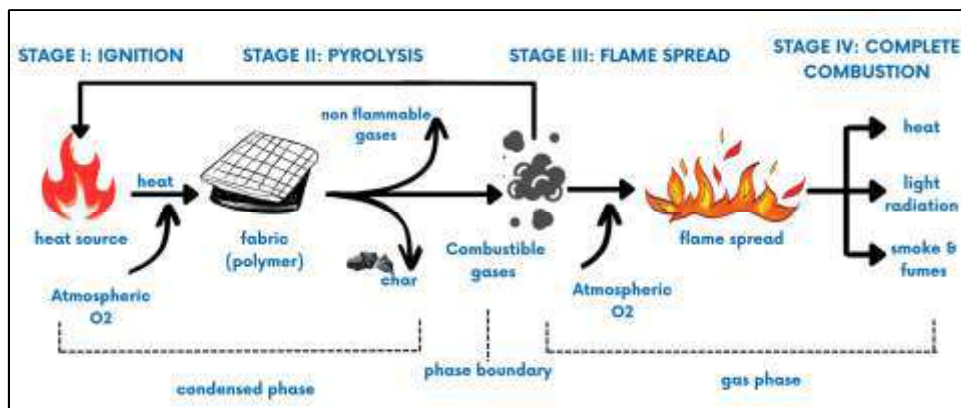 STAGE I: IGNITION
STAGE II: PYROLYSIS
STAGE III: FLAME SPREAD
STAGE IV: COMPLETE
COMBUSTION
non flammable
gases
heat
heat
light
radiation
heat source
fabric
(polymer)
char
Combustible
gases
flame spread
smoke &
fumes
Atmospheric
O2
Atmospheric
O2
condensed phase
phase boundary
gas phase